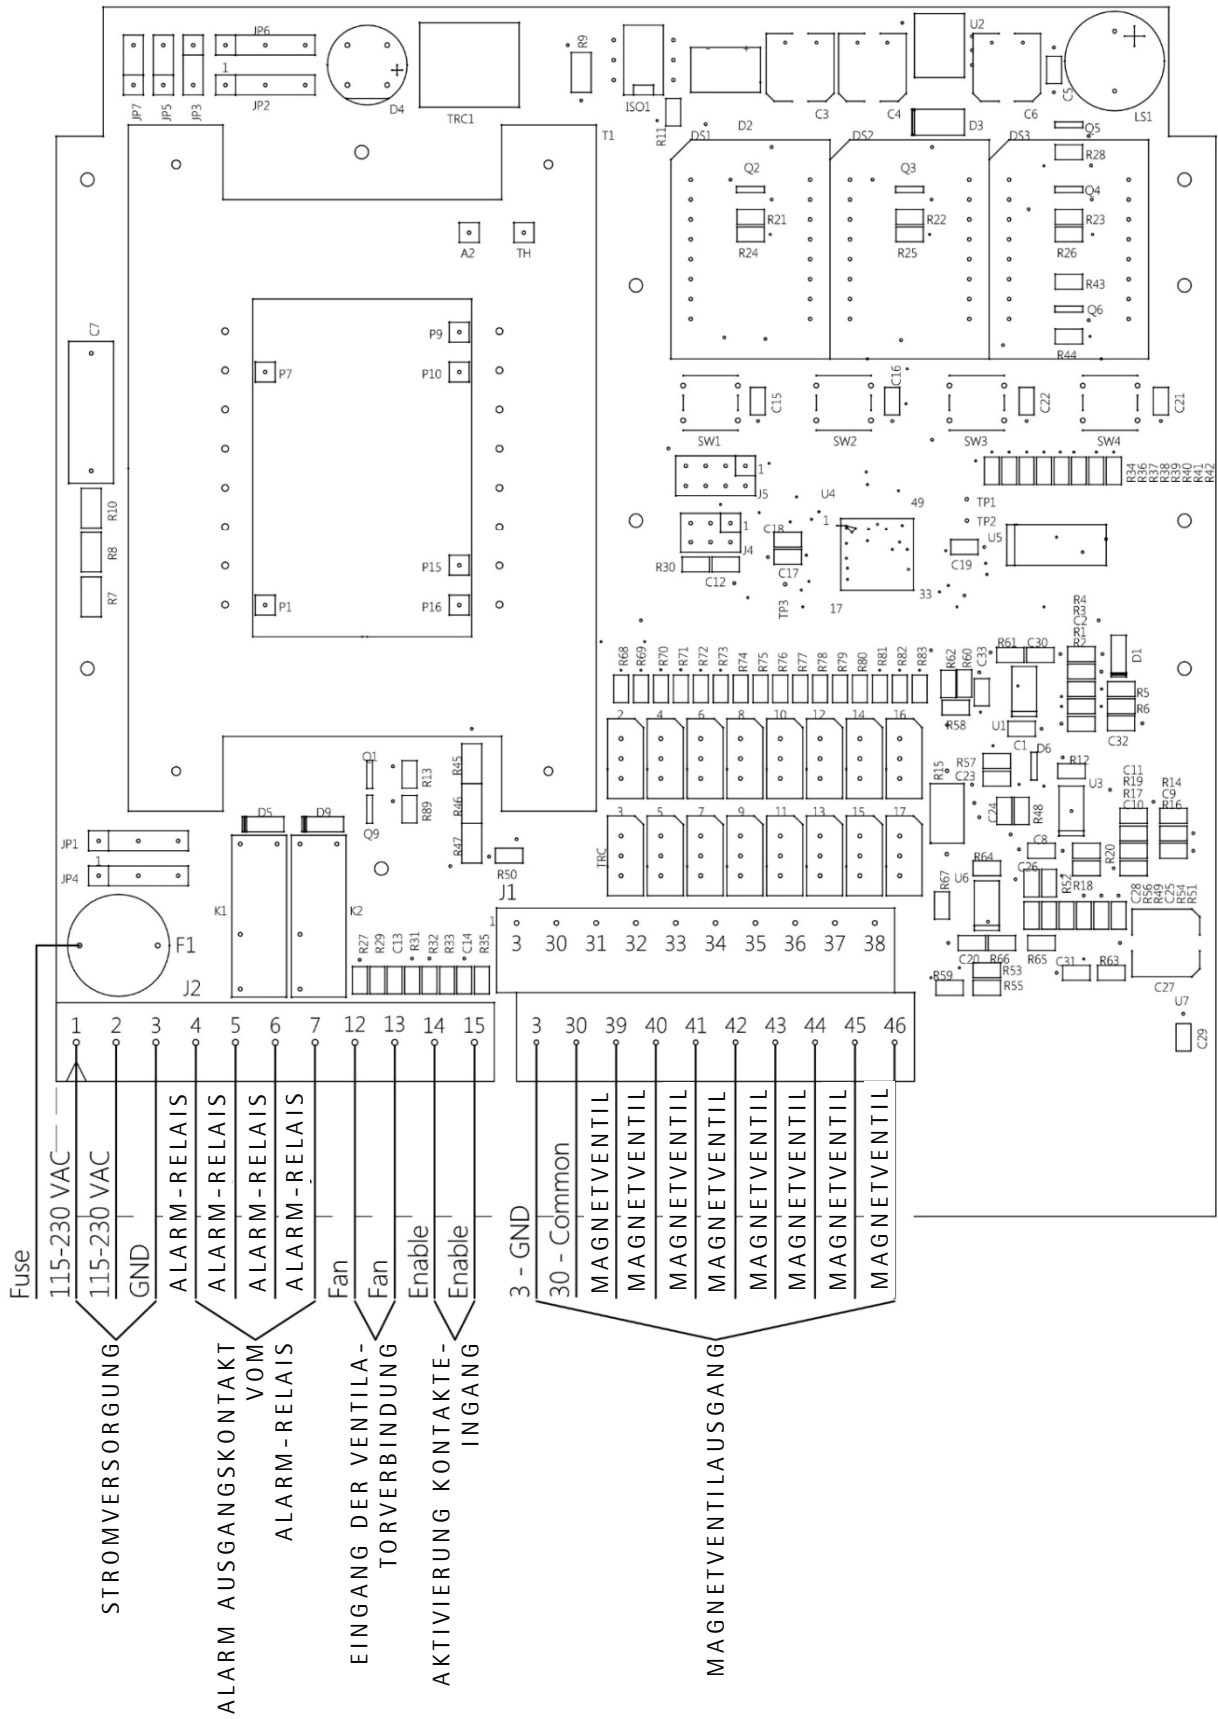 JP7
JP5
JP3
JP6
1
JP2
D4
TRC1
R9
ISO1
R11
D2
C3
C4
U2
D3
C6
C5
LS1
T1
DS1
DS2
DS3
Q5
R28
Q2
Q3
Q4
R21
R22
R23
R24
R25
R26
R43
Q6
R44
A2
TH
C7
P9
P7
P10
R10
R8
R7
P15
P1
P16
C15
C16
C22
C21
SW1
SW2
SW3
SW4
1
J5
U4
49
TP1
TP2
R34
R36
R37
R38
R39
R40
R41
R42
1
J4
C18
1
U5
R30
C12
C17
C19
TP3
17
33
R68
R69
R70
R71
R72
R73
R74
R75
R76
R77
R78
R79
R80
R81
R82
R83
R62
R60
C33
R61
C30
R4
R3
C2
R1
R2
D1
R5
R6
R58
U1
C1
C32
2
4
6
8
10
12
14
16
R57
C23
D6
R12
R15
U3
C11
R19
R17
C10
R14
C9
R16
C24
R48
3
5
7
9
11
13
15
17
TRC
C8
R20
R64
C26
R52
R18
R67
U6
C28
R56
R49
C25
R54
R51
C20
R66
R65
R59
R53
R55
C31
R63
C27
U7
C29
Q1
R13
R45
Q9
R89
R46
R47
R50
D5
D9
JP1
1
JP4
K1
K2
F1
J2
R27
R29
C13
R31
R32
R33
C14
R35
J1
1
3 30 31 32 33 34 35 36 37 38
1 2 3 4 5 6 7 12 13 14 15
3 30 39 40 41 42 43 44 45 46
Fuse
115-230 VAC
115-230 VAC
GND
ALARM-RELAIS
ALARM-RELAIS
ALARM-RELAIS
ALARM-RELAIS
Fan
Fan
Enable
Enable
3 - GND
30 - Common
MAGNETVENTIL
MAGNETVENTIL
MAGNETVENTIL
MAGNETVENTIL
MAGNETVENTIL
MAGNETVENTIL
MAGNETVENTIL
MAGNETVENTIL
STROMVERSORGUNG
ALARM AUSGANGSKONTAKT
VOM
ALARM-RELAIS
EINGANG DER VENTILA-
TORVERBINDUNG
AKTIVIERUNG KONTAKTE-
INGANG
MAGNETVENTILAUSGANG